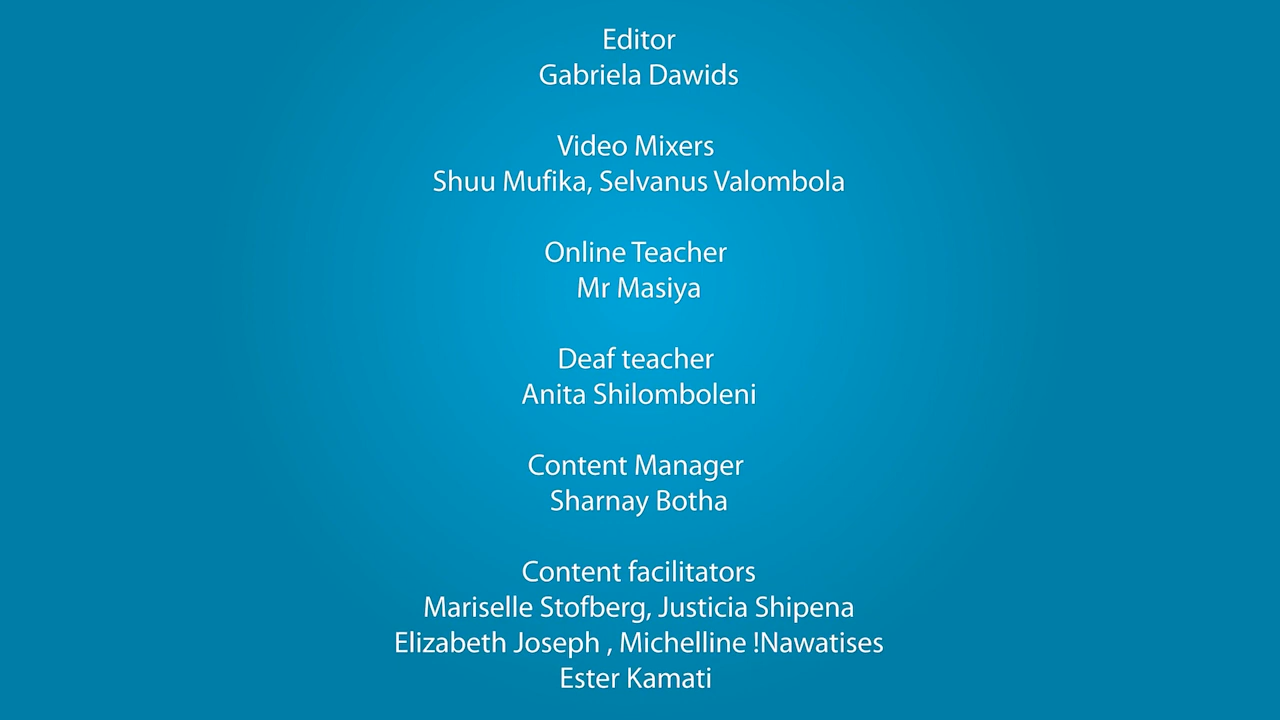 Editor
Gabriela Dawids
Video Mixers
Shuu Mufika, Selvanus Valombola
Online Teacher
Mr Masiya
Deaf teacher
Anita Shilomboleni
Content Manager
Sharnay Botha
Content facilitators
Mariselle Stofberg, Justicia Shipena
Elizabeth Joseph , Michelline !Nawatises
Ester Kamati